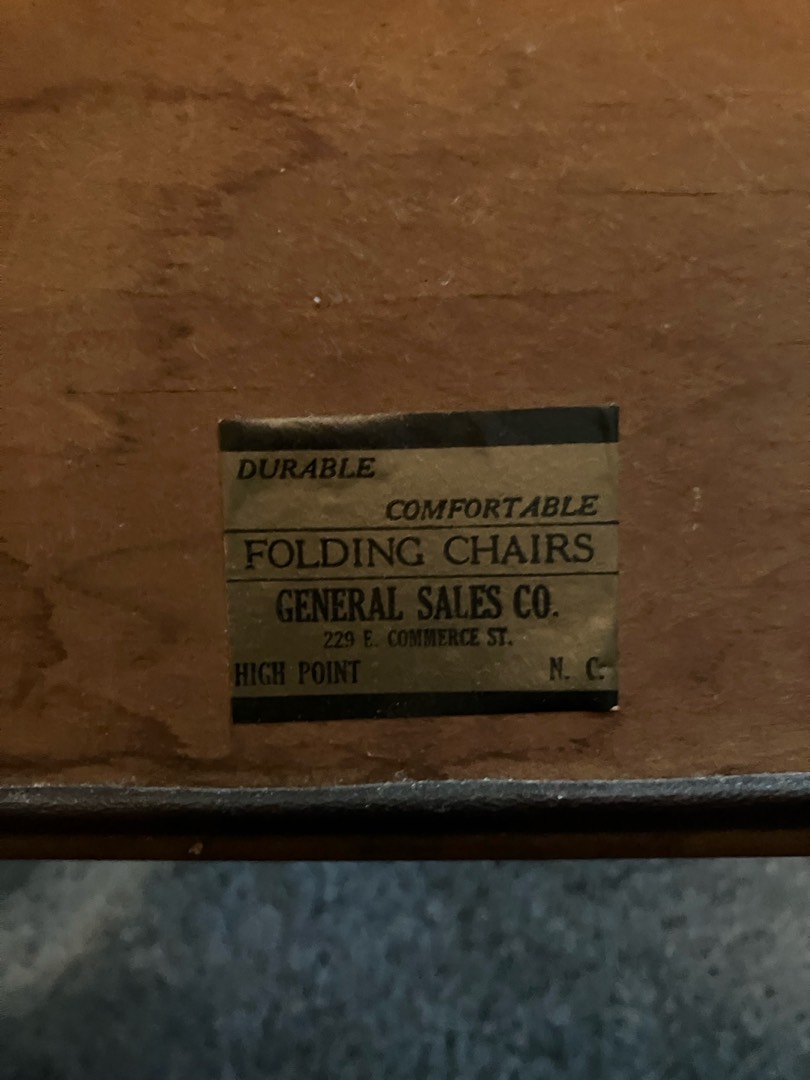 DURABLE
COMFORTABLE
FOLDING CHAIRS
GENERAL SALES CO.
229 E. COMMERCE ST.
HIGH POINT N. C.